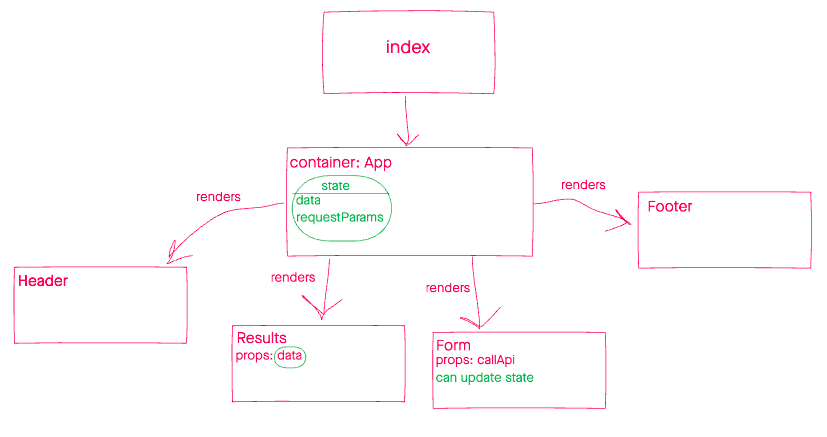 index
container: App
state
data
requestParams
renders
renders
Footer
Header
renders
renders
Results
props: data
Form
props: callApi
can update state